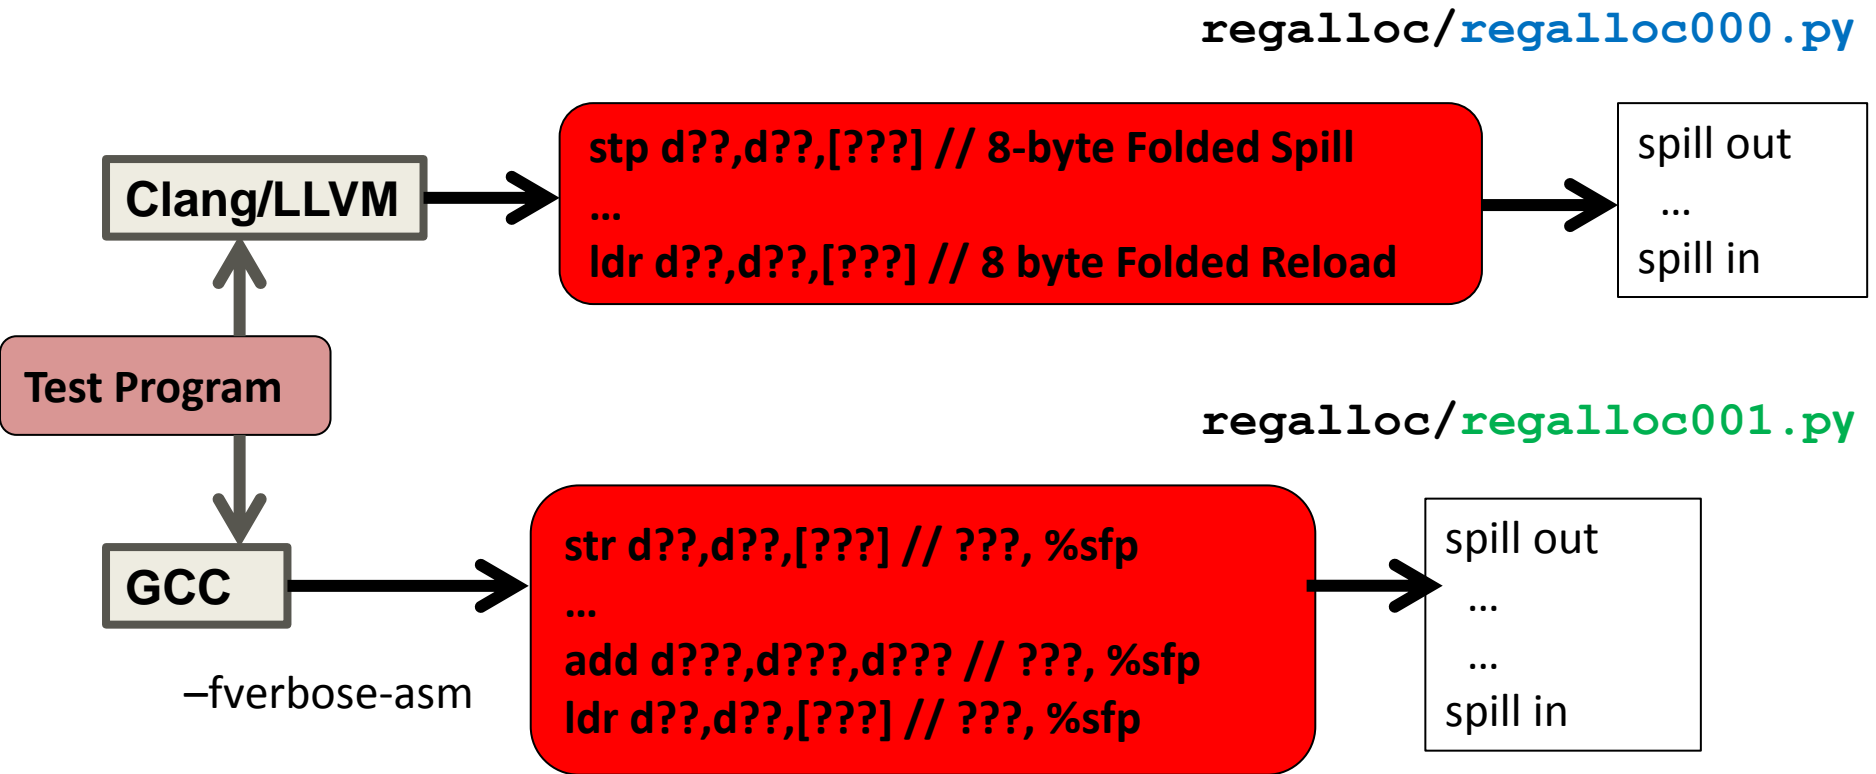 regalloc/regalloc000.py
stp d??,d??,[???] // 8-byte Folded Spill
…
ldr d??,d??,[???] // 8 byte Folded Reload
spill out
…
spill in
Clang/LLVM
Test Program
regalloc/regalloc001.py
GCC
–fverbose-asm
str d??,d??,[???] // ???, %sfp
…
add d???,d???,d??? // ???, %sfp
ldr d??,d??,[???] // ???, %sfp
spill out
…
…
spill in